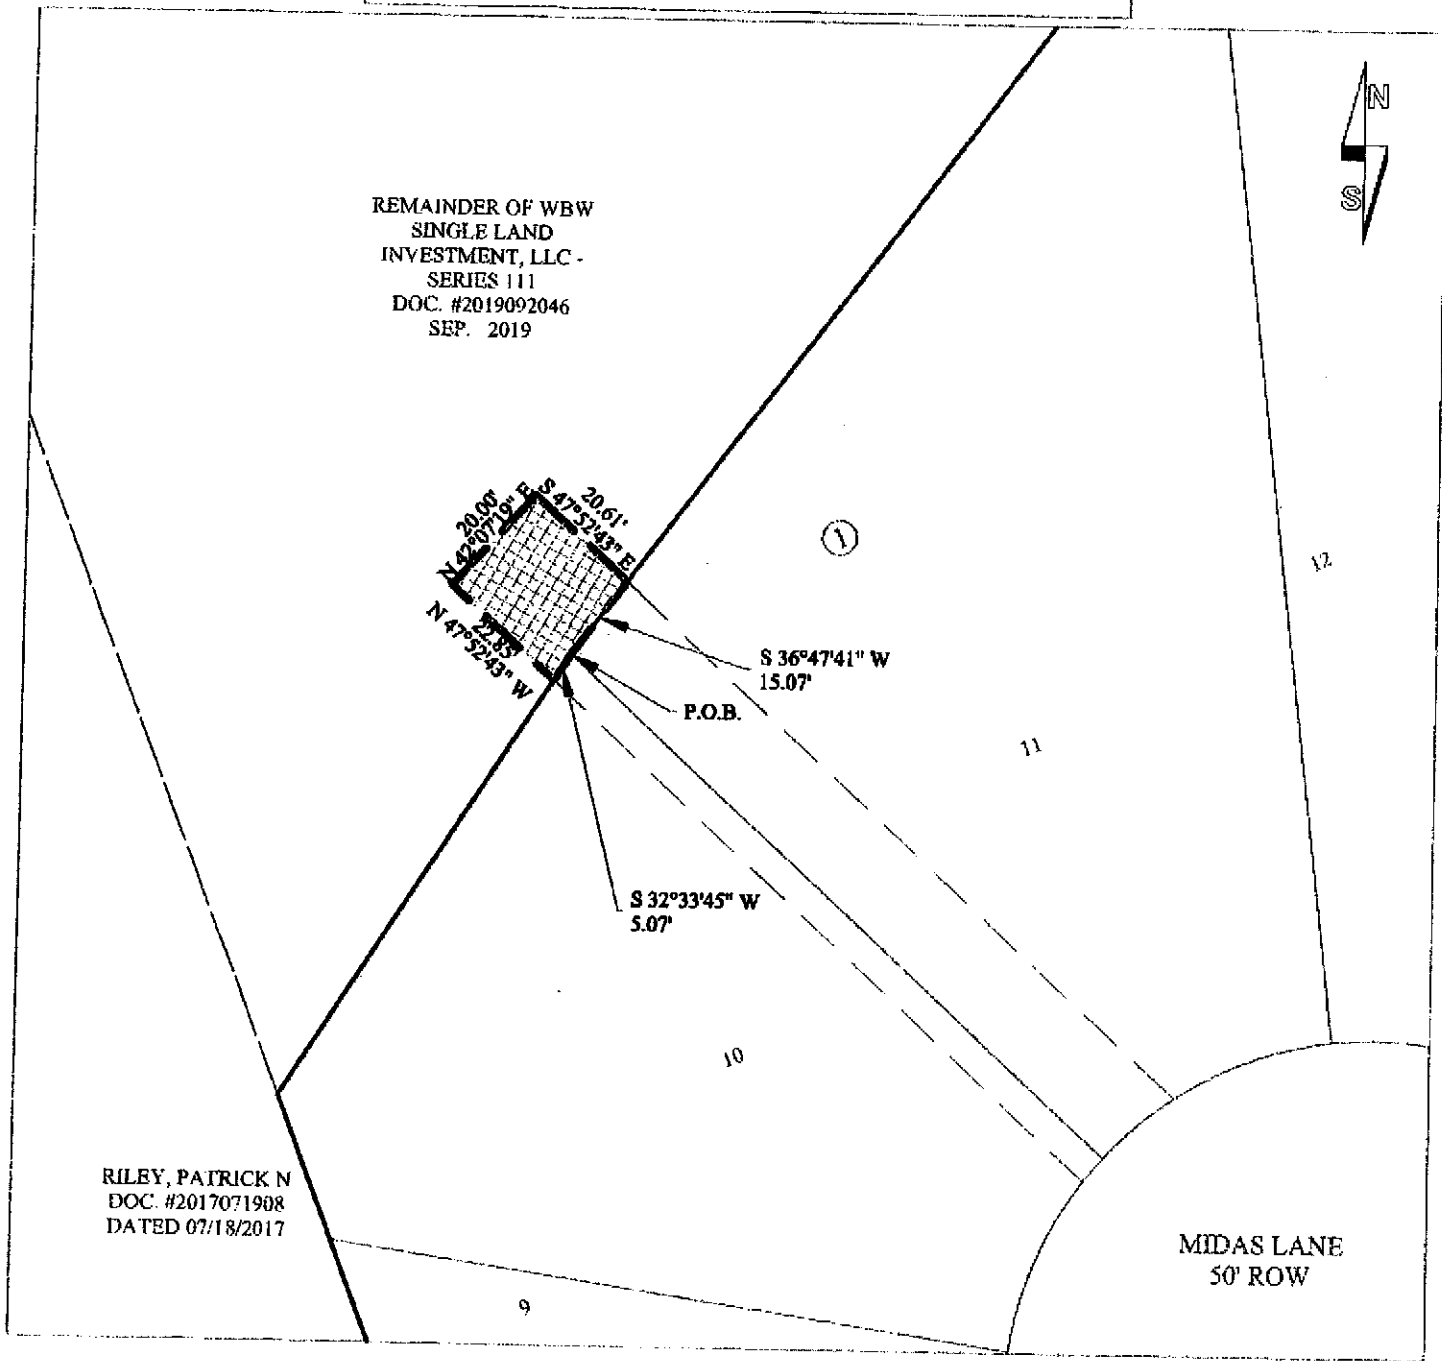 N
S
REMAINDER OF WBW
SINGLE LAND
INVESTMENT, LLC -
SERIES 111
DOC. #2019092046
SEP. 2019
20.00'
N 42°07'19" E
S 47°52'43" E
20.61'
1
12
22.85'
N 47°52'43" W
S 36°47'41" W
15.07'
P.O.B.
11
S 32°33'45" W
5.07'
10
RILEY, PATRICK N
DOC. #2017071908
DATED 07/18/2017
MIDAS LANE
50' ROW
9